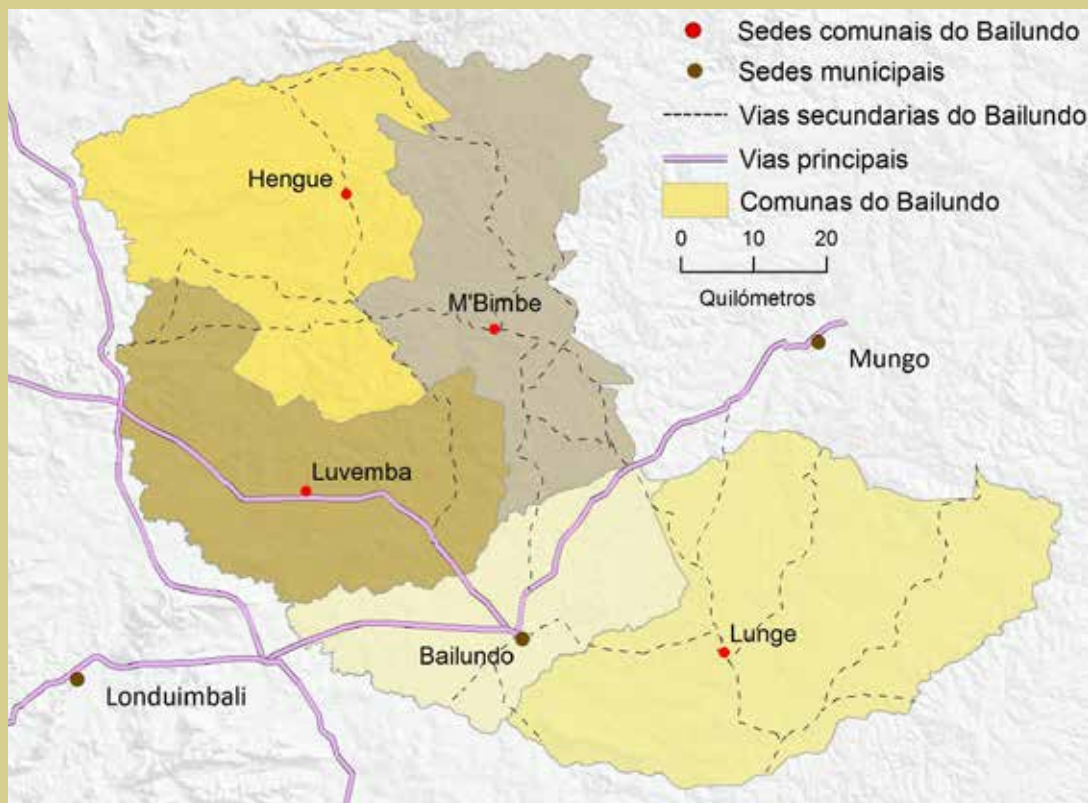 Sedes comunais do Bailundo
Sedes municipais
Vias secundarias do Bailundo
Vias principais
Comunas do Bailundo
0 10 20
Quilómetros
Hengue
M'Bimbe
Mungo
Luvemba
Bailundo
Lunge
Londuimbali